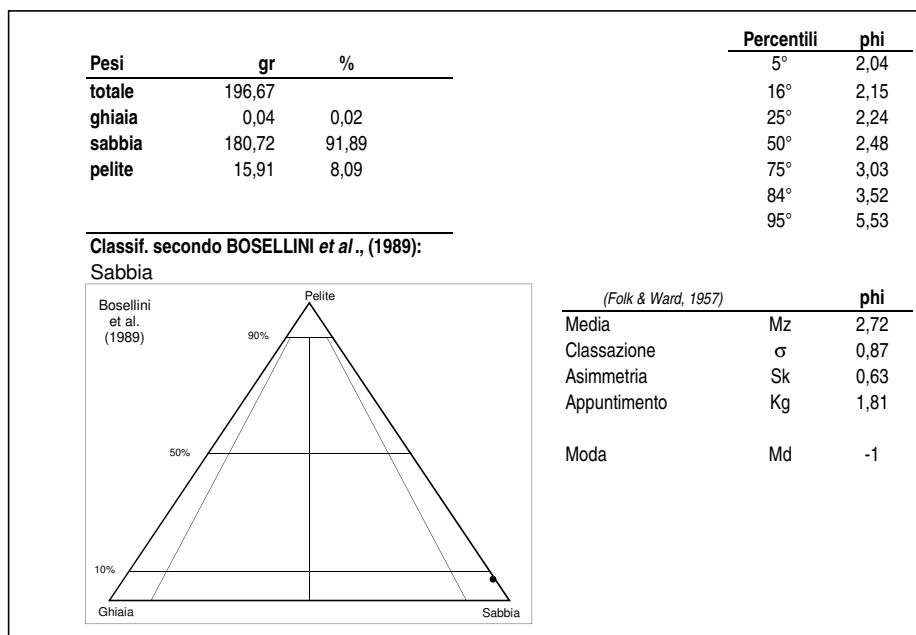 Pesi gr %
totale 196,67
ghiaia 0,04 0,02
sabbia 180,72 91,89
pelite 15,91 8,09
Percentili phi
5° 2,04
16° 2,15
25° 2,24
50° 2,48
75° 3,03
84° 3,52
95° 5,53
Classif. secondo BOSELLINI et al., (1989):
Sabbia
Bosellini
et al.
(1989)
Pelite
90%
50%
10%
Ghiaia Sabbia
(Folk & Ward, 1957) phi
Media Mz 2,72
Classazione σ 0,87
Asimmetria Sk 0,63
Appuntimento Kg 1,81
Moda Md -1